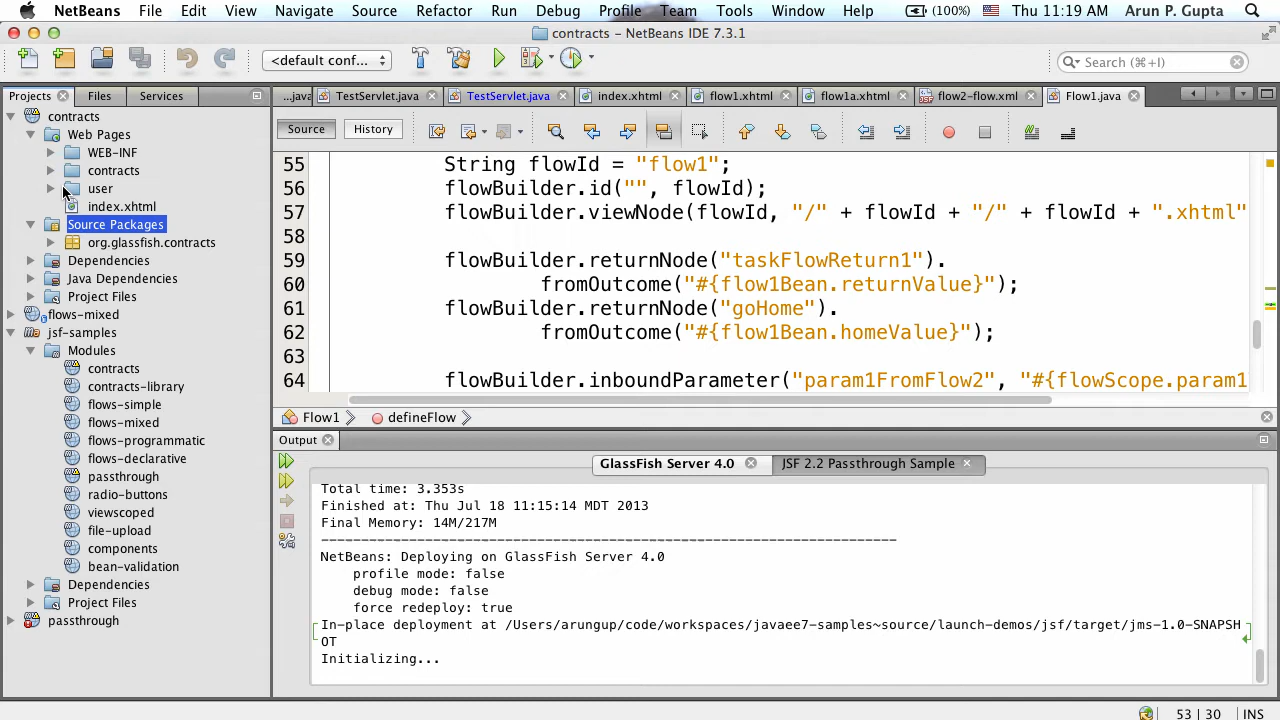 NetBeans File Edit View Navigate Source Refactor Run Debug Profile Team Tools Window Help (100%) Thu 11:19 AM Arun P. Gupta
contracts – NetBeans IDE 7.3.1
<default conf... Search (⌘+I)
Projects Files Services
...java TestServlet.java TestServlet.java index.xhtml flow1.xhtml flow1a.xhtml flow2-flow.xml Flow1.java
Source History
contracts
Web Pages
WEB-INF
contracts
user
index.xhtml
Source Packages
org.glassfish.contracts
Dependencies
Java Dependencies
Project Files
flows-mixed
jsf-samples
Modules
contracts
contracts-library
flows-simple
flows-mixed
flows-programmatic
flows-declarative
passthrough
radio-buttons
viewscoped
file-upload
components
bean-validation
Dependencies
Project Files
passthrough
55 String flowId = "flow1";
56 flowBuilder.id("", flowId);
57 flowBuilder.viewNode(flowId, "/" + flowId + "/" + flowId + ".xhtml"
58
59 flowBuilder.returnNode("taskFlowReturn1").
60 fromOutcome("#{flow1Bean.returnValue}");
61 flowBuilder.returnNode("goHome").
62 fromOutcome("#{flow1Bean.homeValue}");
63
64 flowBuilder.inboundParameter("param1FromFlow2", "#{flowScope.param1
Flow1 defineFlow
Output
GlassFish Server 4.0 JSF 2.2 Passthrough Sample
Total time: 3.353s
Finished at: Thu Jul 18 11:15:14 MDT 2013
Final Memory: 14M/217M
------------------------------------------------------------------------
NetBeans: Deploying on GlassFish Server 4.0
profile mode: false
debug mode: false
force redeploy: true
In-place deployment at /Users/arungup/code/workspaces/javaee7-samples~source/launch-demos/jsf/target/jms-1.0-SNAPSH
OT
Initializing...
53 | 30 INS